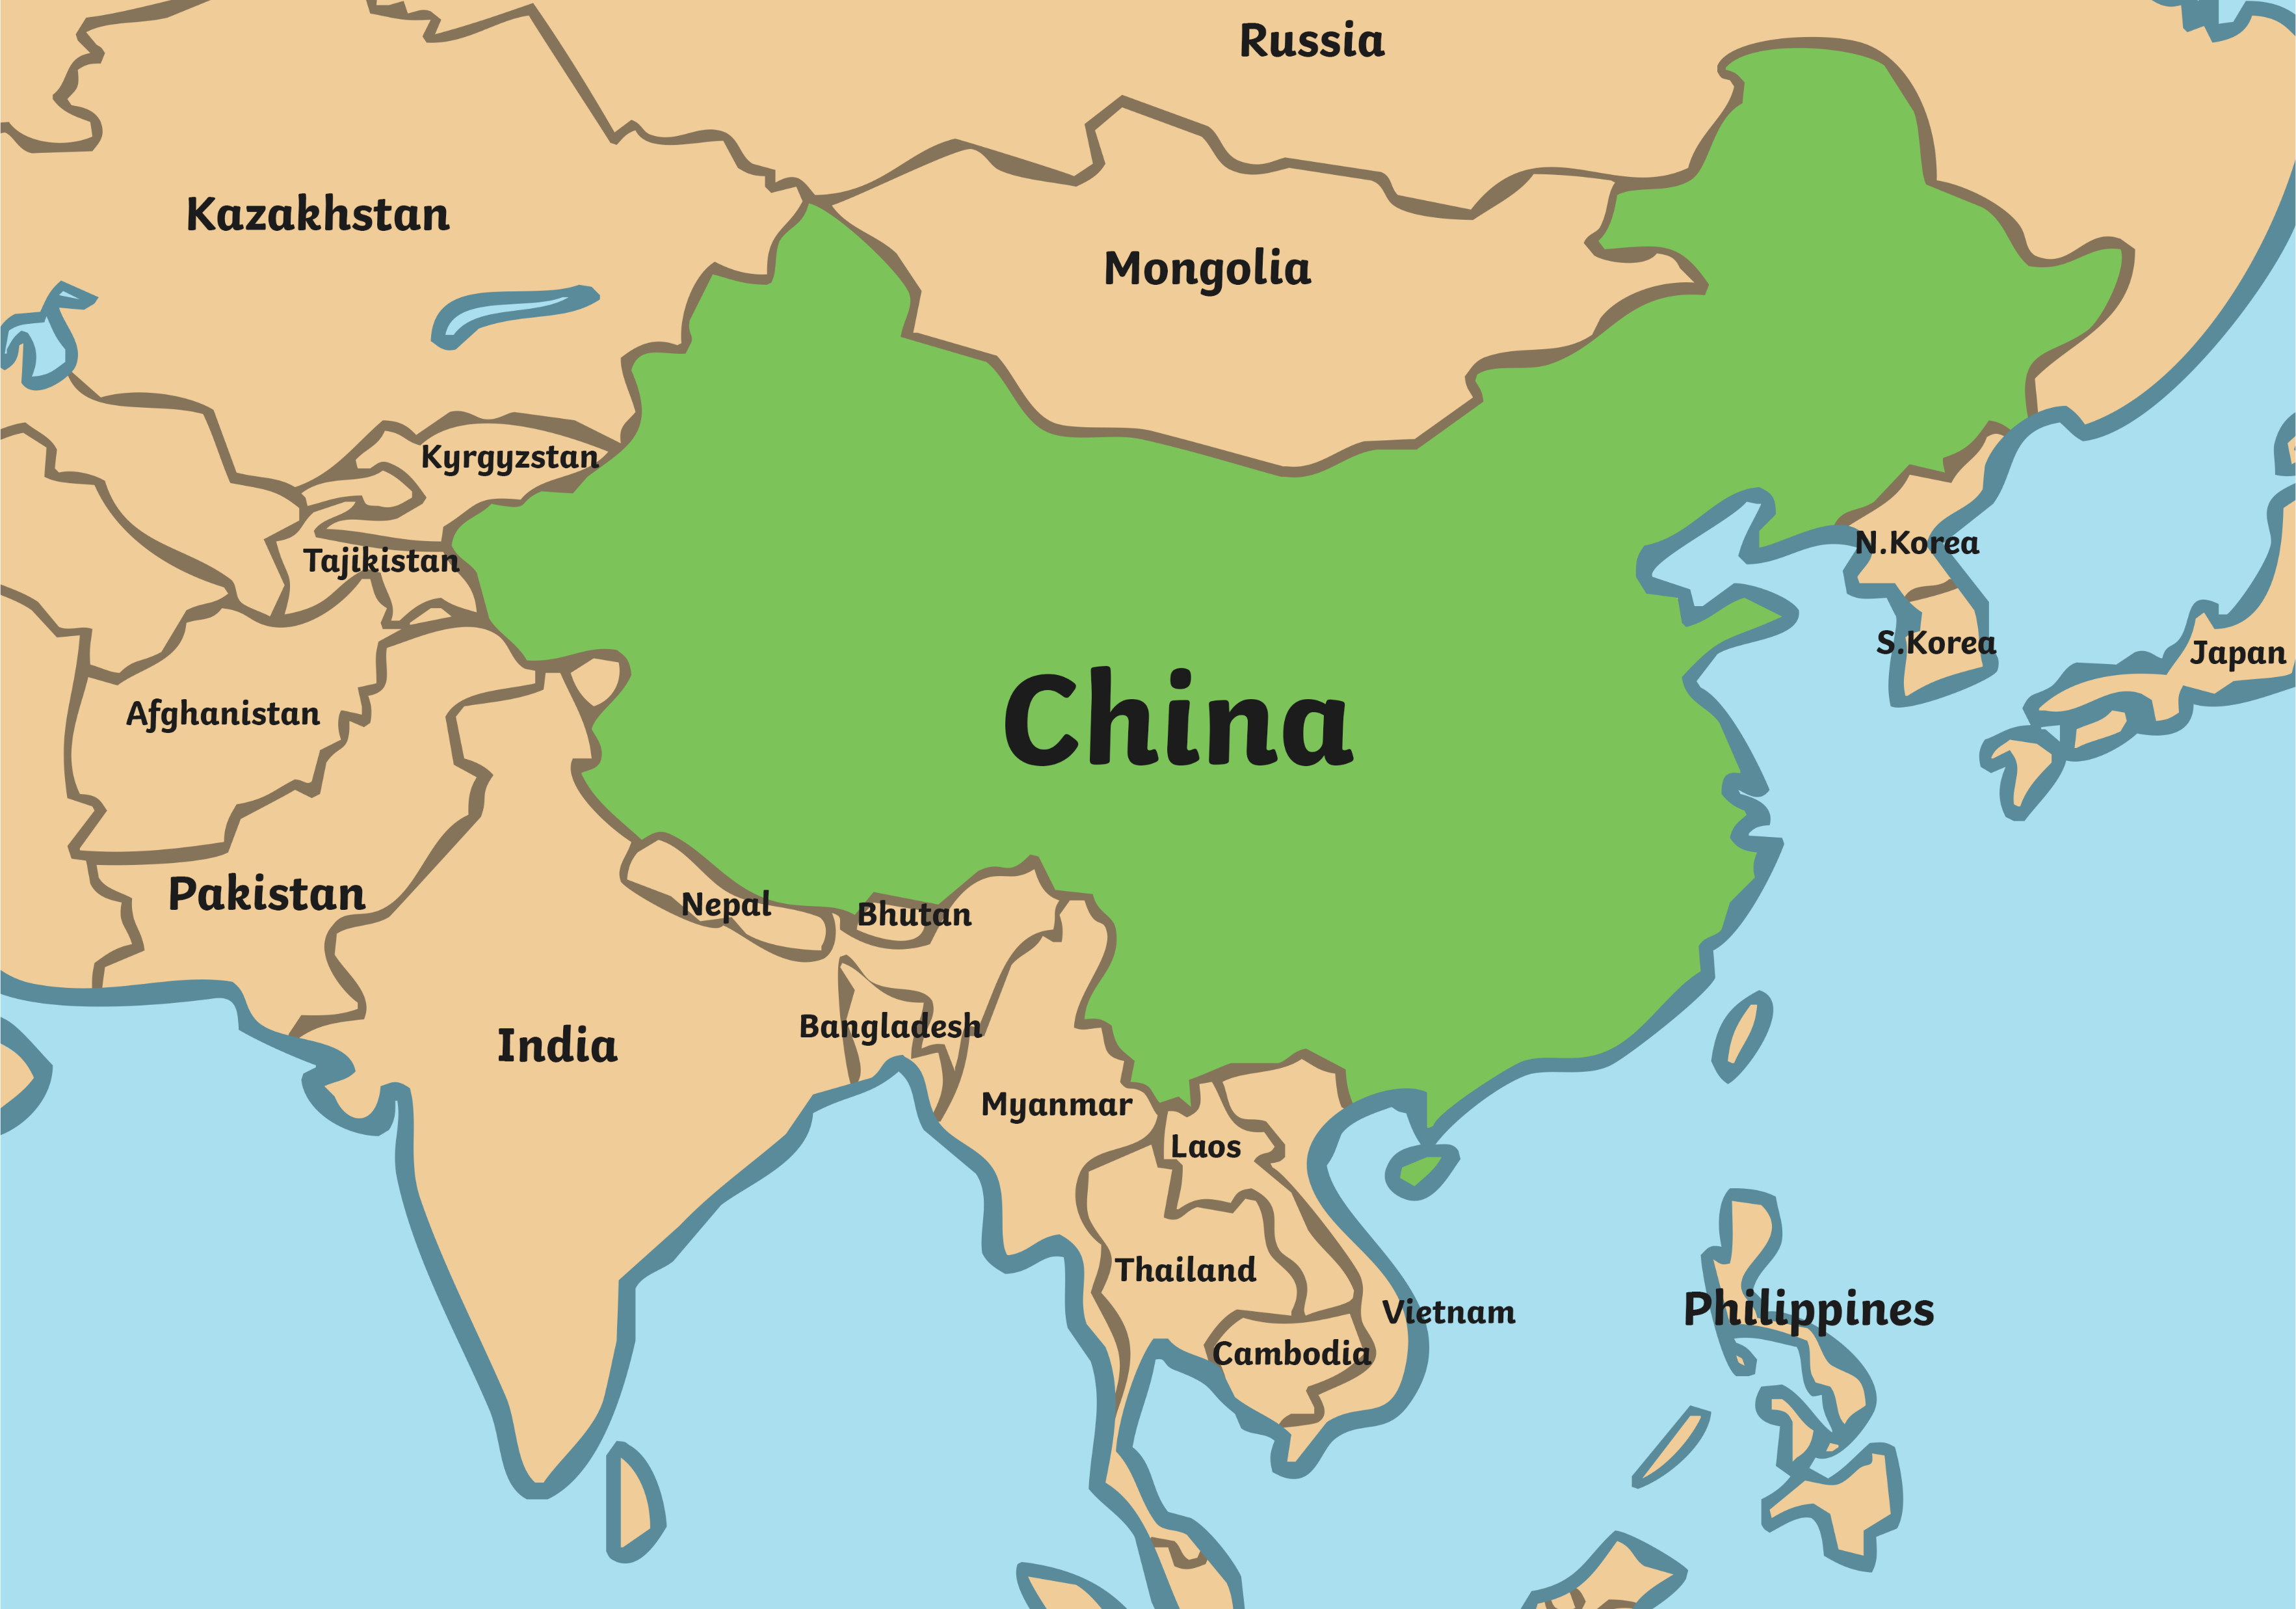 Russia
Kazakhstan
Mongolia
Kyrgyzstan
N.Korea
Tajikistan
S.Korea
Japan
Afghanistan
China
Pakistan
Nepal
Bhutan
Bangladesh
India
Myanmar
Laos
Thailand
Vietnam
Philippines
Cambodia